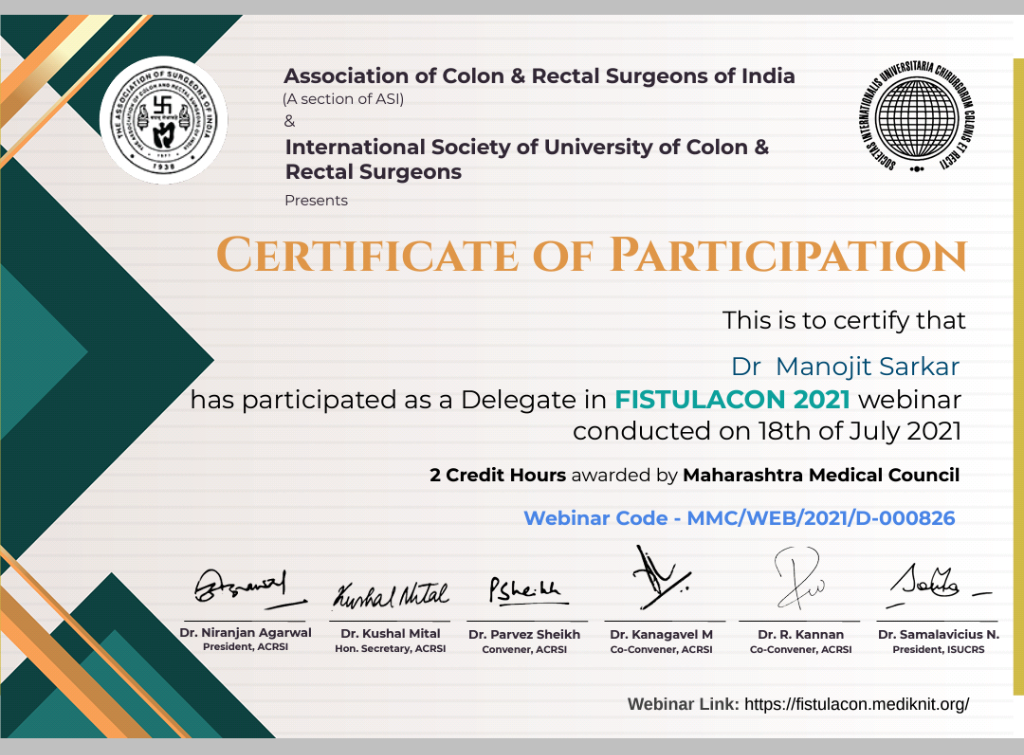 Association of Colon & Rectal Surgeons of India
(A section of ASI)
&
International Society of University of Colon &
Rectal Surgeons
Presents
THE ASSOCIATION OF SURGEONS OF INDIA
THE ASSOCIATION OF COLON AND RECTAL SURGEONS OF INDIA
1977
1938
SOCIETAS INTERNATIONALIS UNIVERSITARIA CHIRURGORUM COLONIS ET RECTI
CERTIFICATE OF PARTICIPATION
This is to certify that
Dr Manojit Sarkar
has participated as a Delegate in FISTULACON 2021 webinar
conducted on 18th of July 2021
2 Credit Hours awarded by Maharashtra Medical Council
Webinar Code - MMC/WEB/2021/D-000826
Kushal Mital
PSheikh
Dr. Niranjan Agarwal
President, ACRSI
Dr. Kushal Mital
Hon. Secretary, ACRSI
Dr. Parvez Sheikh
Convener, ACRSI
Dr. Kanagavel M
Co-Convener, ACRSI
Dr. R. Kannan
Co-Convener, ACRSI
Dr. Samalavicius N.
President, ISUCRS
Webinar Link: https://fistulacon.mediknit.org/